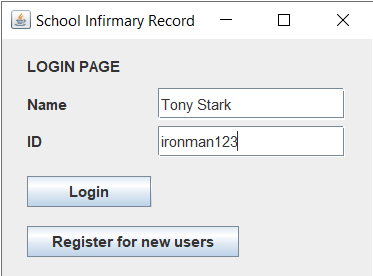 School Infirmary Record
LOGIN PAGE
Name Tony Stark
ID ironman123
Login
Register for new users